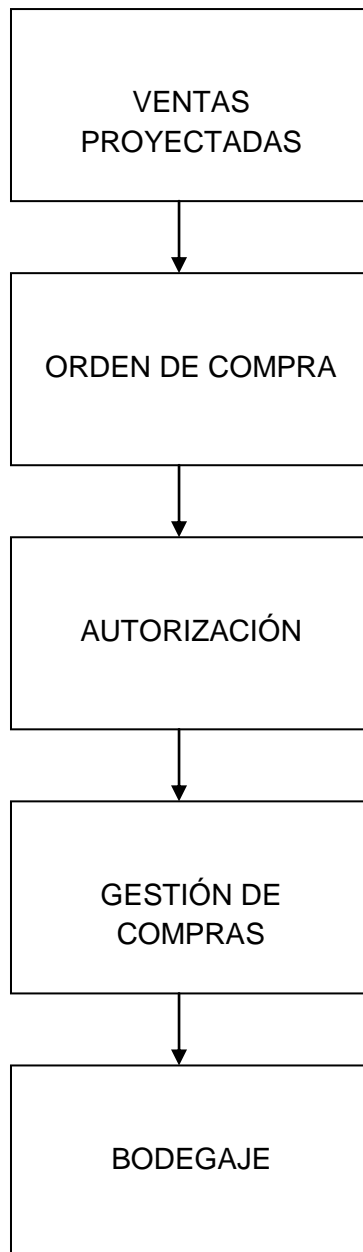 VENTAS
PROYECTADAS
ORDEN DE COMPRA
AUTORIZACIÓN
GESTIÓN DE
COMPRAS
BODEGAJE